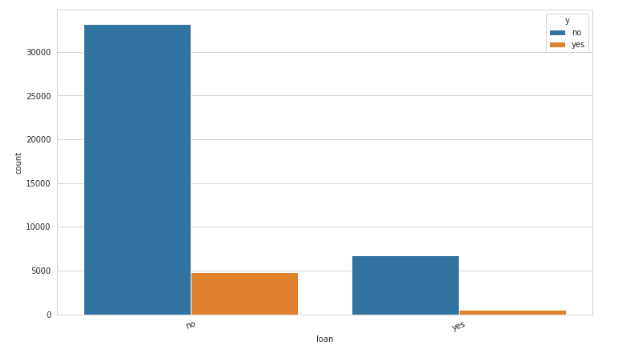 y
no
yes
30000
25000
20000
15000
10000
5000
0
count
no
yes
loan